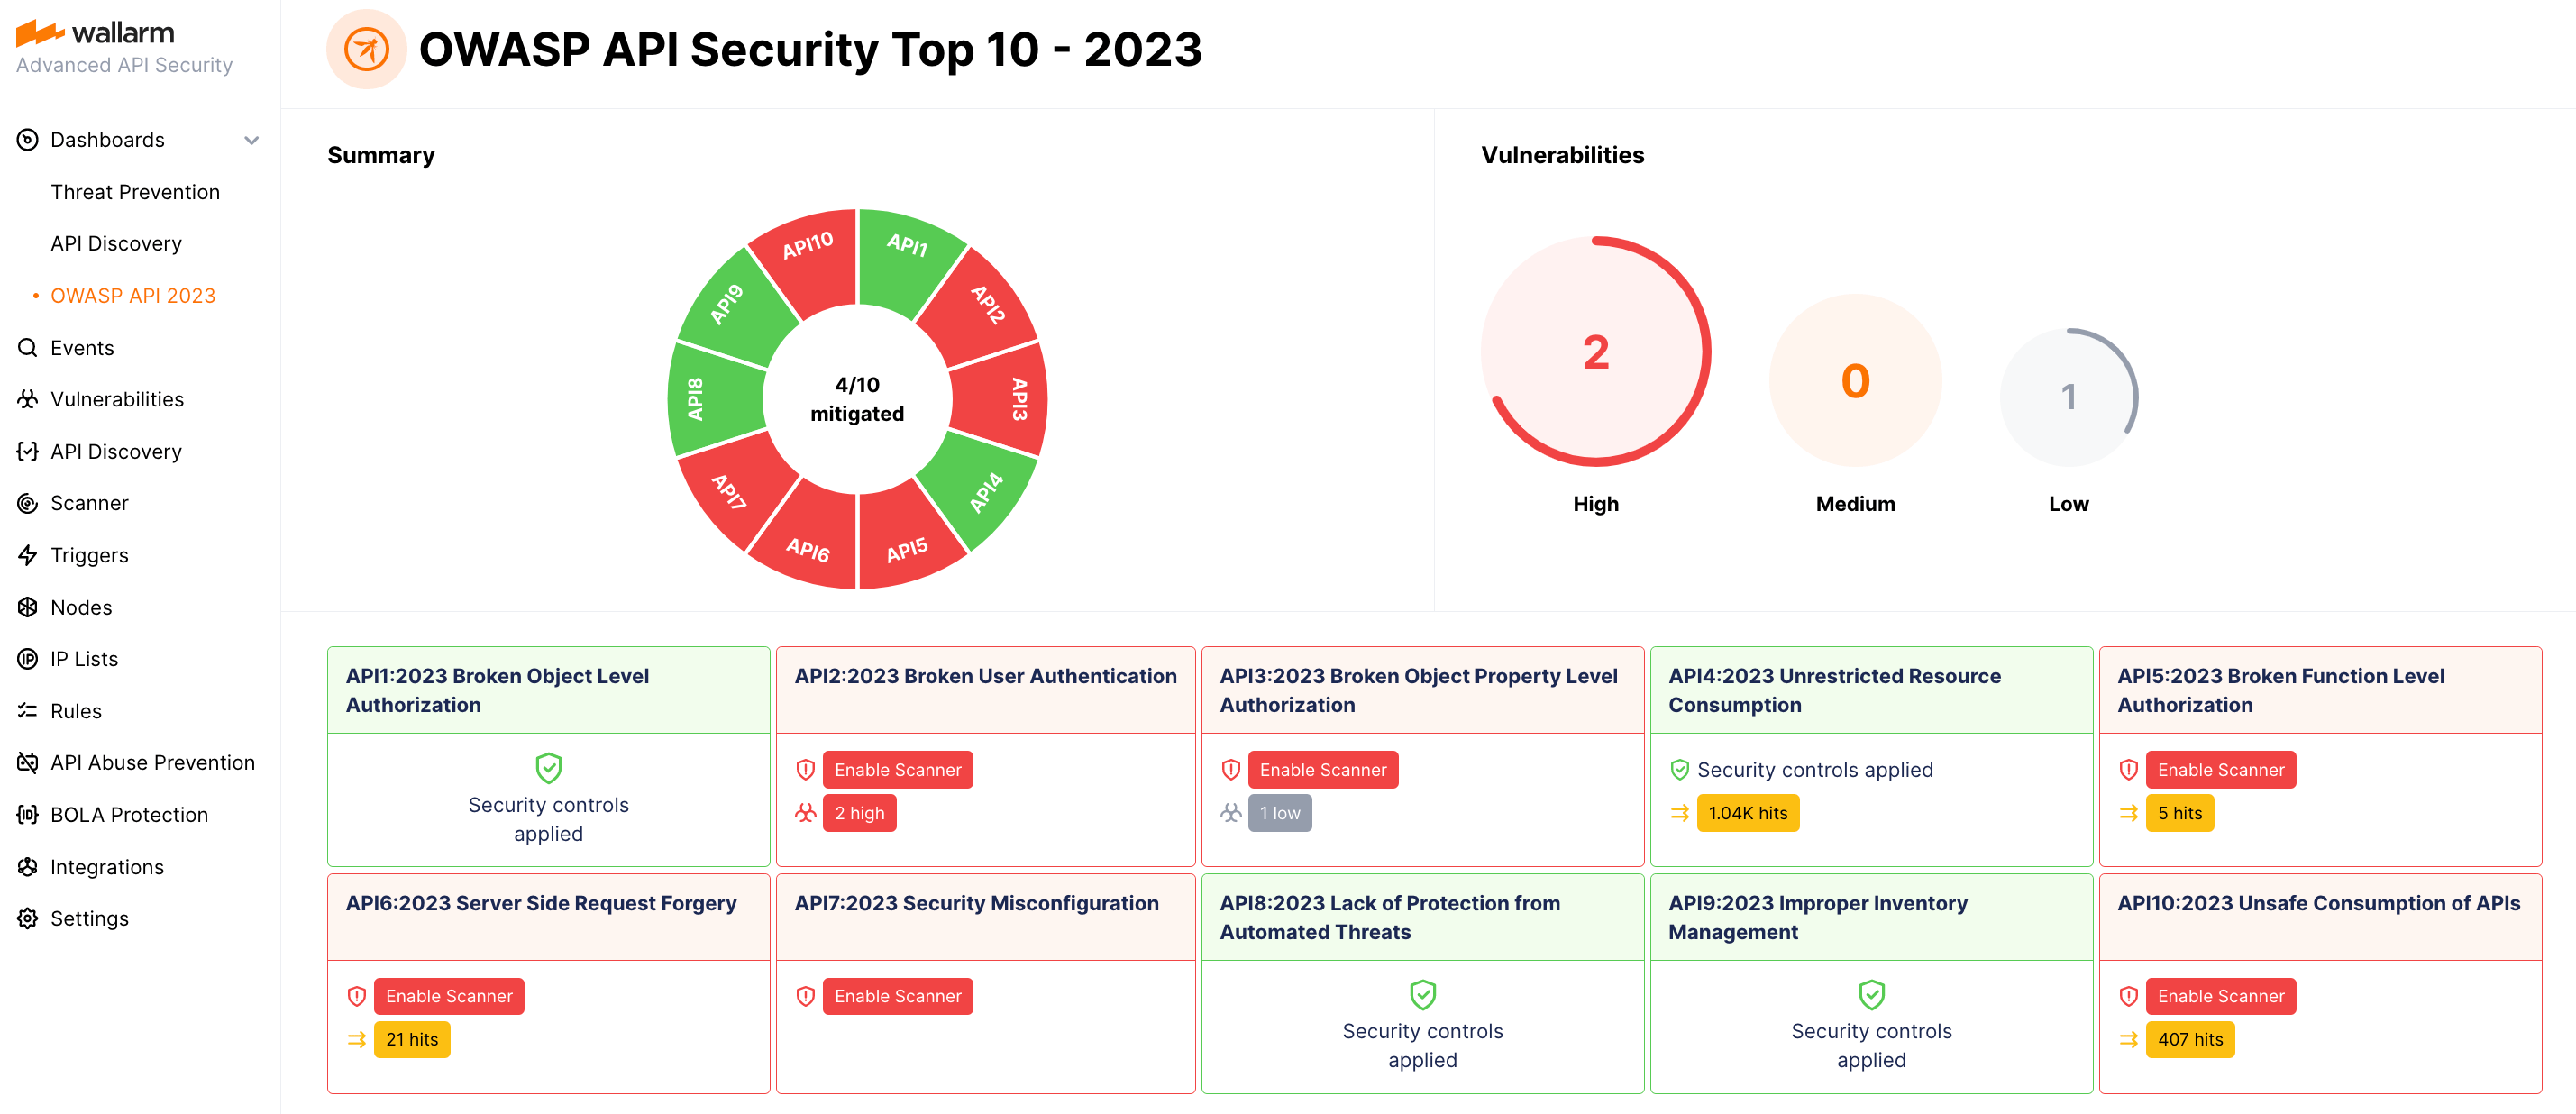 wallarm
Advanced API Security
Dashboards
Threat Prevention
API Discovery
OWASP API 2023
Events
Vulnerabilities
API Discovery
Scanner
Triggers
Nodes
IP Lists
Rules
API Abuse Prevention
BOLA Protection
Integrations
Settings
OWASP API Security Top 10 - 2023
Summary
API1
API2
API3
API4
API5
API6
API7
API8
API9
API10
4/10
mitigated
Vulnerabilities
2
High
0
Medium
1
Low
API1:2023 Broken Object Level
Authorization
Security controls
applied
API2:2023 Broken User Authentication
Enable Scanner
2 high
API3:2023 Broken Object Property Level
Authorization
Enable Scanner
1 low
API4:2023 Unrestricted Resource
Consumption
Security controls applied
1.04K hits
API5:2023 Broken Function Level
Authorization
Enable Scanner
5 hits
API6:2023 Server Side Request Forgery
Enable Scanner
21 hits
API7:2023 Security Misconfiguration
Enable Scanner
API8:2023 Lack of Protection from
Automated Threats
Security controls
applied
API9:2023 Improper Inventory
Management
Security controls
applied
API10:2023 Unsafe Consumption of APIs
Enable Scanner
407 hits